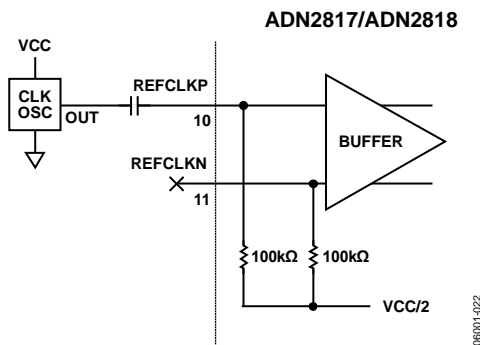 ADN2817/ADN2818
VCC
CLK
OSC
OUT
REFCLKP
10
BUFFER
REFCLKN
11
100kΩ
100kΩ
VCC/2
06001-022